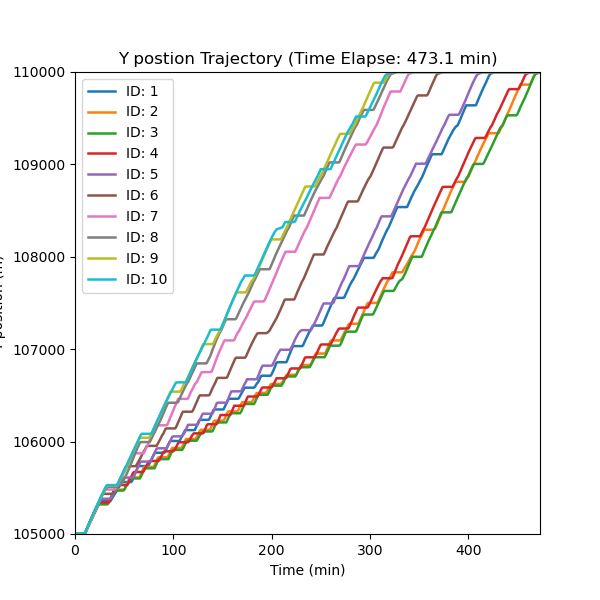 Y postion Trajectory (Time Elapse: 473.1 min)
110000
109000
108000
107000
106000
105000
position
ID: 1
ID: 2
ID: 3
ID: 4
ID: 5
ID: 6
ID: 7
ID: 8
ID: 9
ID: 10
0
100
200
300
400
Time (min)